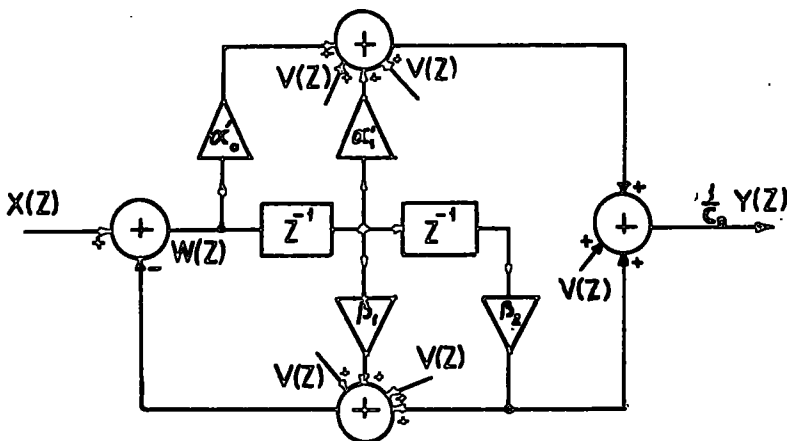 +
V(Z) V(Z)
α'₀
α'₁
X(Z)
+
W(Z)
Z⁻¹
Z⁻¹
+
1/C₀ Y(Z)
V(Z)
β₁
β₂
V(Z)
V(Z)
+